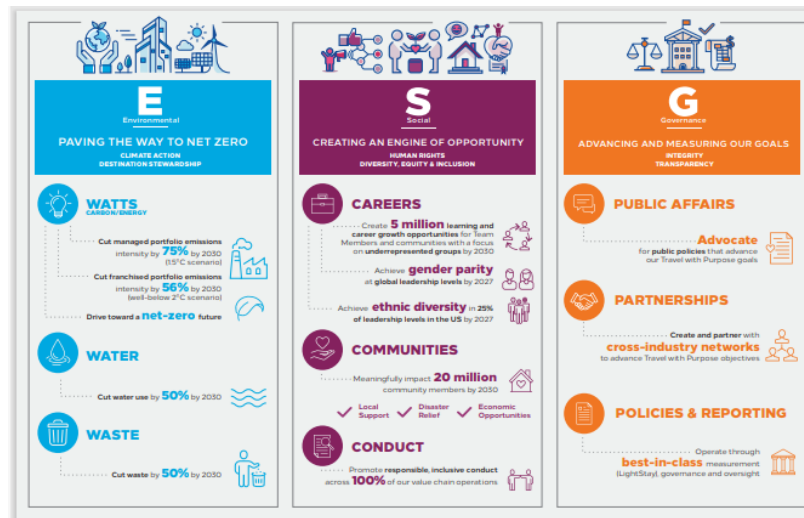 E
Environmental
PAVING THE WAY TO NET ZERO
CLIMATE ACTION
DESTINATION STEWARDSHIP
WATTS
CARBON/ENERGY
Cut managed portfolio emissions
intensity by 75% by 2030
(1.5°C scenario)
Cut franchised portfolio emissions
intensity by 56% by 2030
(well-below 2°C scenario)
Drive toward a net-zero future
WATER
Cut water use by 50% by 2030
WASTE
Cut waste by 50% by 2030
S
Social
CREATING AN ENGINE OF OPPORTUNITY
HUMAN RIGHTS
DIVERSITY, EQUITY & INCLUSION
CAREERS
Create 5 million learning and
career growth opportunities for Team
Members and communities with a focus
on underrepresented groups by 2030
Achieve gender parity
at global leadership levels by 2027
Achieve ethnic diversity in 25%
of leadership levels in the US by 2027
COMMUNITIES
Meaningfully impact 20 million
community members by 2030
Local
Support
Disaster
Relief
Economic
Opportunities
CONDUCT
Promote responsible, inclusive conduct
across 100% of our value chain operations
G
Governance
ADVANCING AND MEASURING OUR GOALS
INTEGRITY
TRANSPARENCY
PUBLIC AFFAIRS
Advocate
for public policies that advance
our Travel with Purpose goals
PARTNERSHIPS
Create and partner with
cross-industry networks
to advance Travel with Purpose objectives
POLICIES & REPORTING
Operate through
best-in-class measurement
(LightStay), governance and oversight